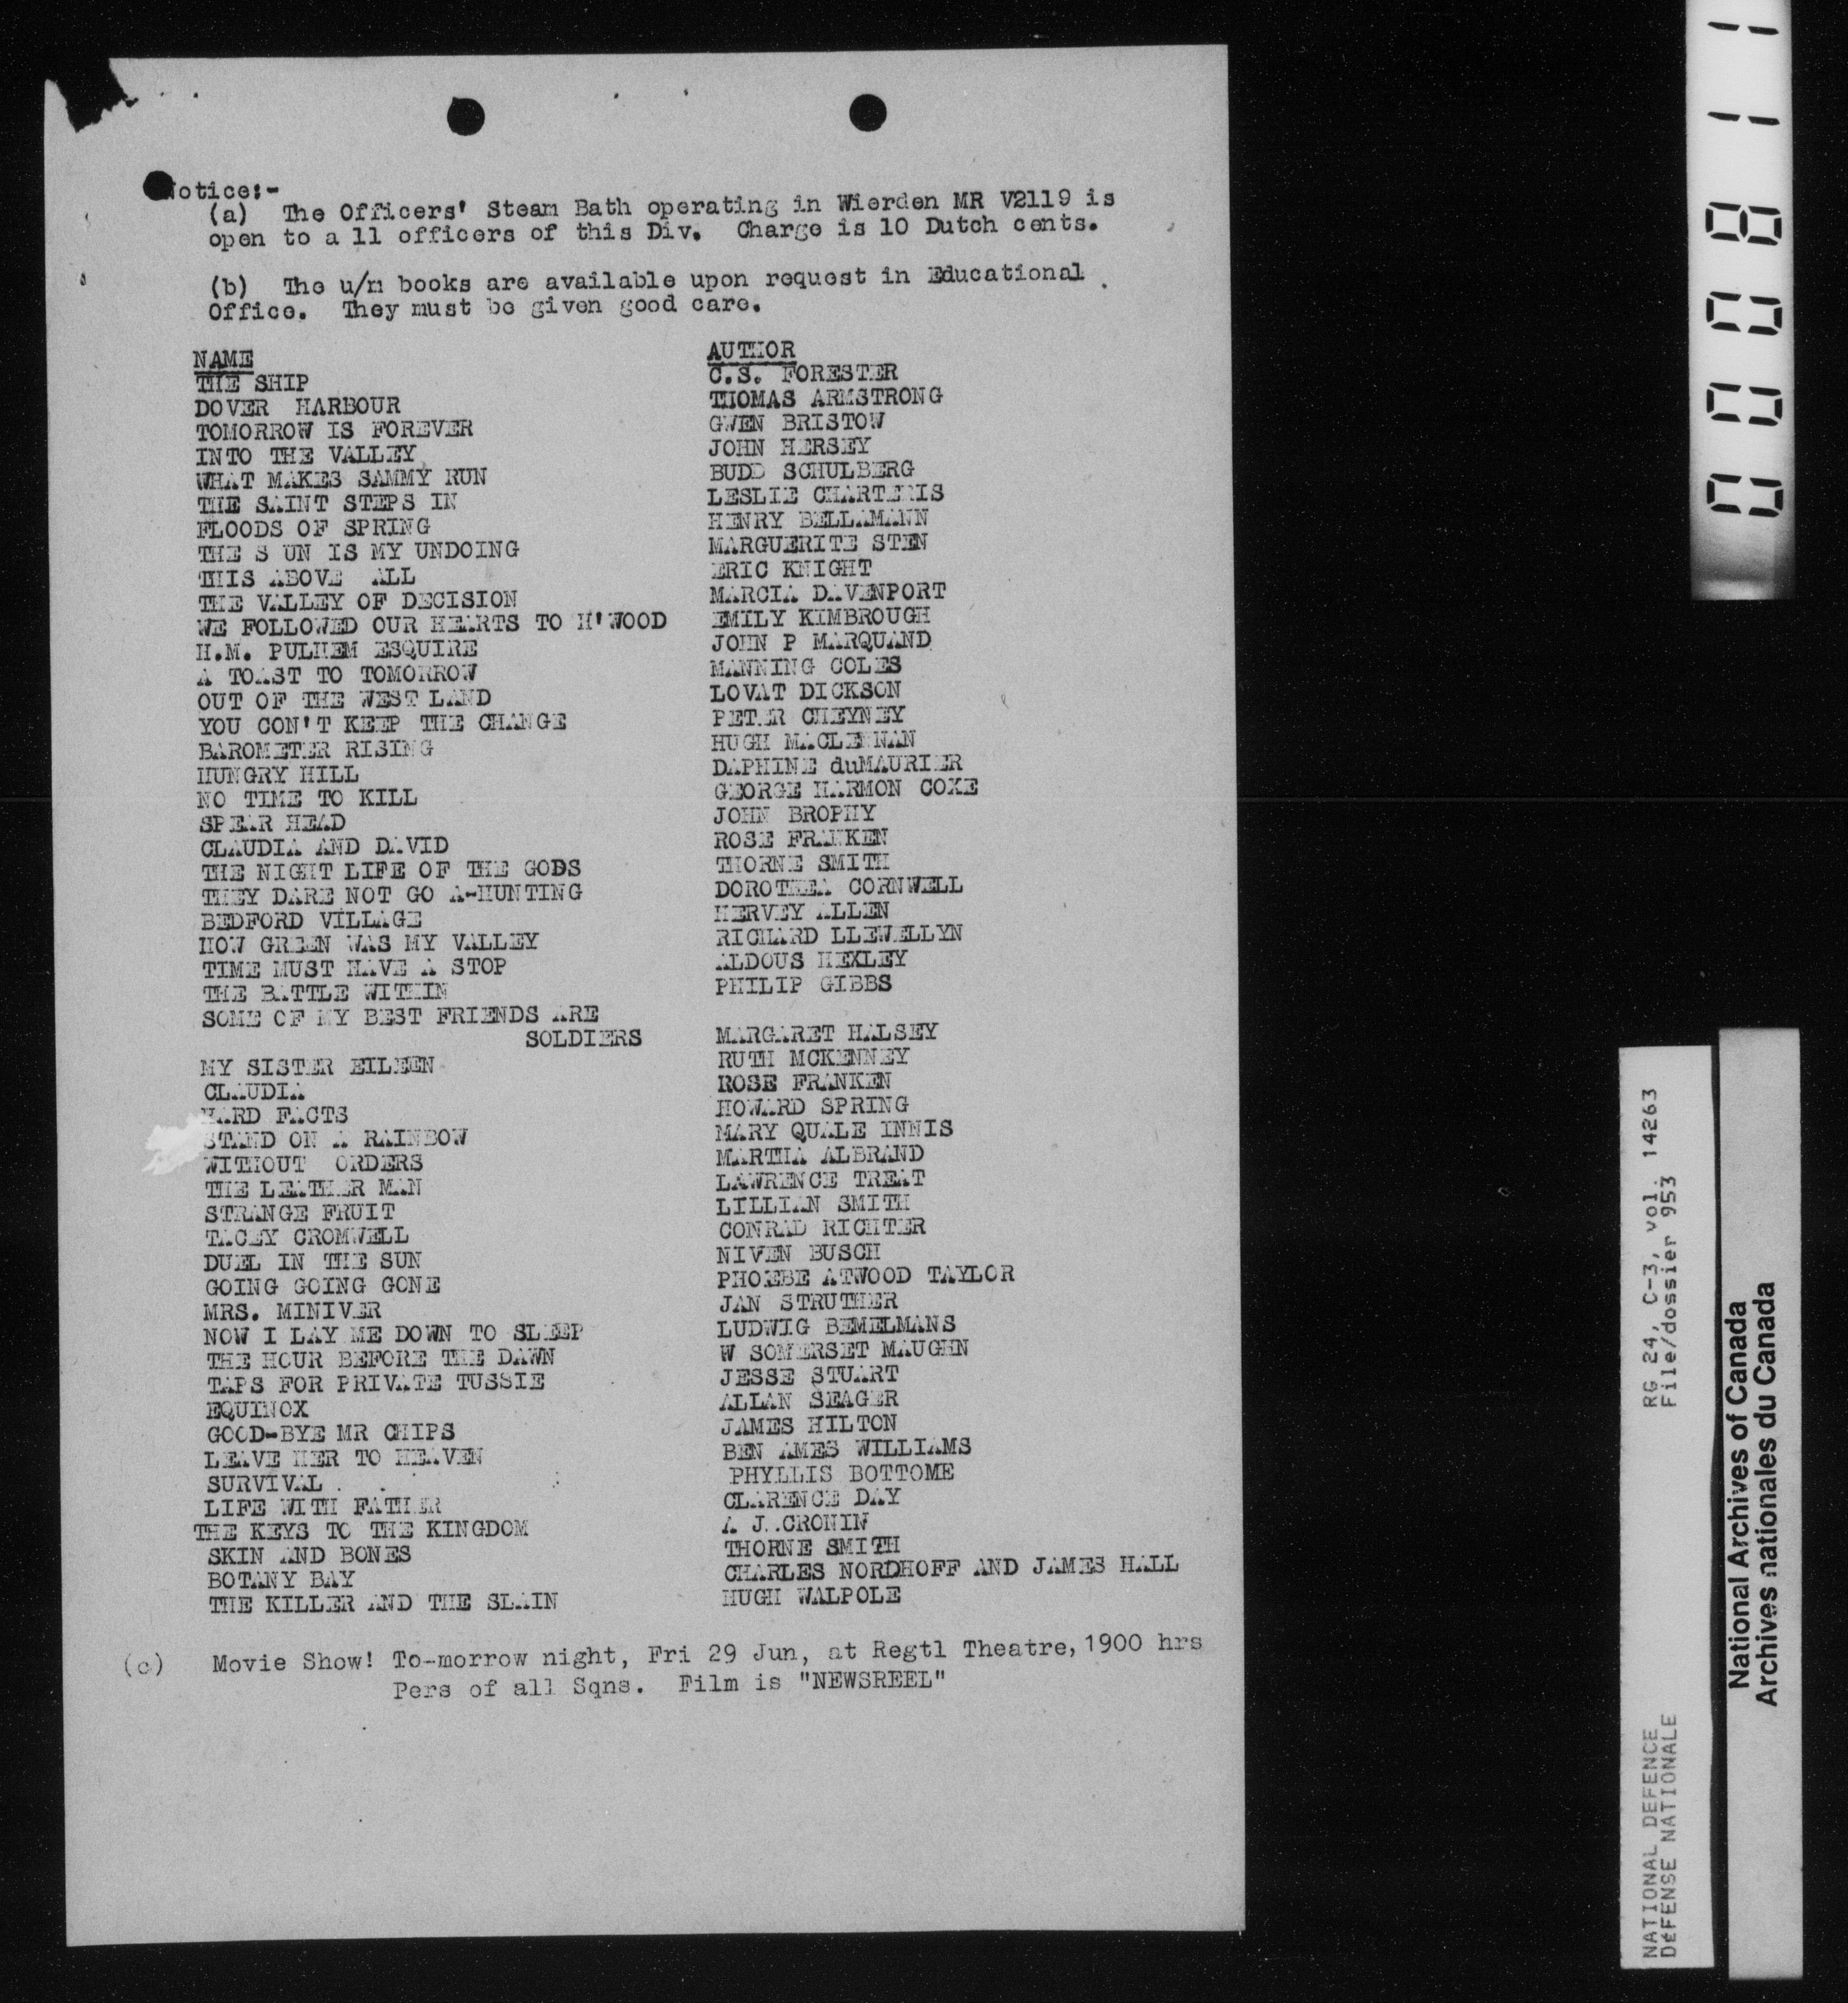 Notice:-
(a) The Officers' Steam Bath operating in Wierden MR V2119 is
open to a ll officers of this Div. Charge is 10 Dutch cents.
(b) The u/m books are available upon request in Educational
Office. They must be given good care.
NAME AUTHOR
THE SHIP C.S. FORESTER
DOVER HARBOUR THOMAS ARMSTRONG
TOMORROW IS FOREVER GWEN BRISTOW
INTO THE VALLEY JOHN HERSEY
WHAT MAKES SAMMY RUN BUDD SCHULBERG
THE SAINT STEPS IN LESLIE CHARTERIS
FLOODS OF SPRING HENRY BELLAMANN
THE S UN IS MY UNDOING MARGUERITE STEN
THIS ABOVE ALL ERIC KNIGHT
THE VALLEY OF DECISION MARCIA DAVENPORT
WE FOLLOWED OUR HEARTS TO H'WOOD EMILY KIMBROUGH
H.M. PULHEM ESQUIRE JOHN P MARQUAND
A TOAST TO TOMORROW MANNING COLES
OUT OF THE WEST LAND LOVAT DICKSON
YOU CON'T KEEP THE CHANGE PETER CHEYNEY
BAROMETER RISING HUGH MACLENNAN
HUNGRY HILL DAPHINE duMAURIER
NO TIME TO KILL GEORGE HARMON COXE
SPEAR HEAD JOHN BROPHY
CLAUDIA AND DAVID ROSE FRANKEN
THE NIGHT LIFE OF THE GODS THORNE SMITH
THEY DARE NOT GO A-HUNTING DOROTHEA CORNWELL
BEDFORD VILLAGE HERVEY ALLEN
HOW GREEN WAS MY VALLEY RICHARD LLEWELLYN
TIME MUST HAVE A STOP ALDOUS HEXLEY
THE BATTLE WITHIN PHILIP GIBBS
SOME OF MY BEST FRIENDS ARE
SOLDIERS MARGARET HALSEY
MY SISTER EILEEN RUTH MCKENNEY
CLAUDIA ROSE FRANKEN
HARD FACTS HOWARD SPRING
STAND ON A RAINBOW MARY QUALE INNIS
WITHOUT ORDERS MARTHA ALBRAND
THE LEATHER MAN LAWRENCE TREAT
STRANGE FRUIT LILLIAN SMITH
TACEY CROMWELL CONRAD RICHTER
DUEL IN THE SUN NIVEN BUSCH
GOING GOING GONE PHOEBE ATWOOD TAYLOR
MRS. MINIVER JAN STRUTHER
NOW I LAY ME DOWN TO SLEEP LUDWIG BEMELMANS
THE HOUR BEFORE THE DAWN W SOMERSET MAUGHN
TAPS FOR PRIVATE TUSSIE JESSE STUART
EQUINOX ALLAN SEAGER
GOOD-BYE MR CHIPS JAMES HILTON
LEAVE HER TO HEAVEN BEN AMES WILLIAMS
SURVIVAL PHYLLIS BOTTOME
LIFE WITH FATHER CLARENCE DAY
THE KEYS TO THE KINGDOM A J..CRONIN
SKIN AND BONES THORNE SMITH
BOTANY BAY CHARLES NORDHOFF AND JAMES HALL
THE KILLER AND THE SLAIN HUGH WALPOLE
(c) Movie Show! To-morrow night, Fri 29 Jun, at Regtl Theatre, 1900 hrs
Pers of all Sqns. Film is "NEWSREEL"
000811
RG 24, C-3, vol. 14263
File/dossier 953
NATIONAL DEFENCE
DÉFENSE NATIONALE
National Archives of Canada
Archives nationales du Canada